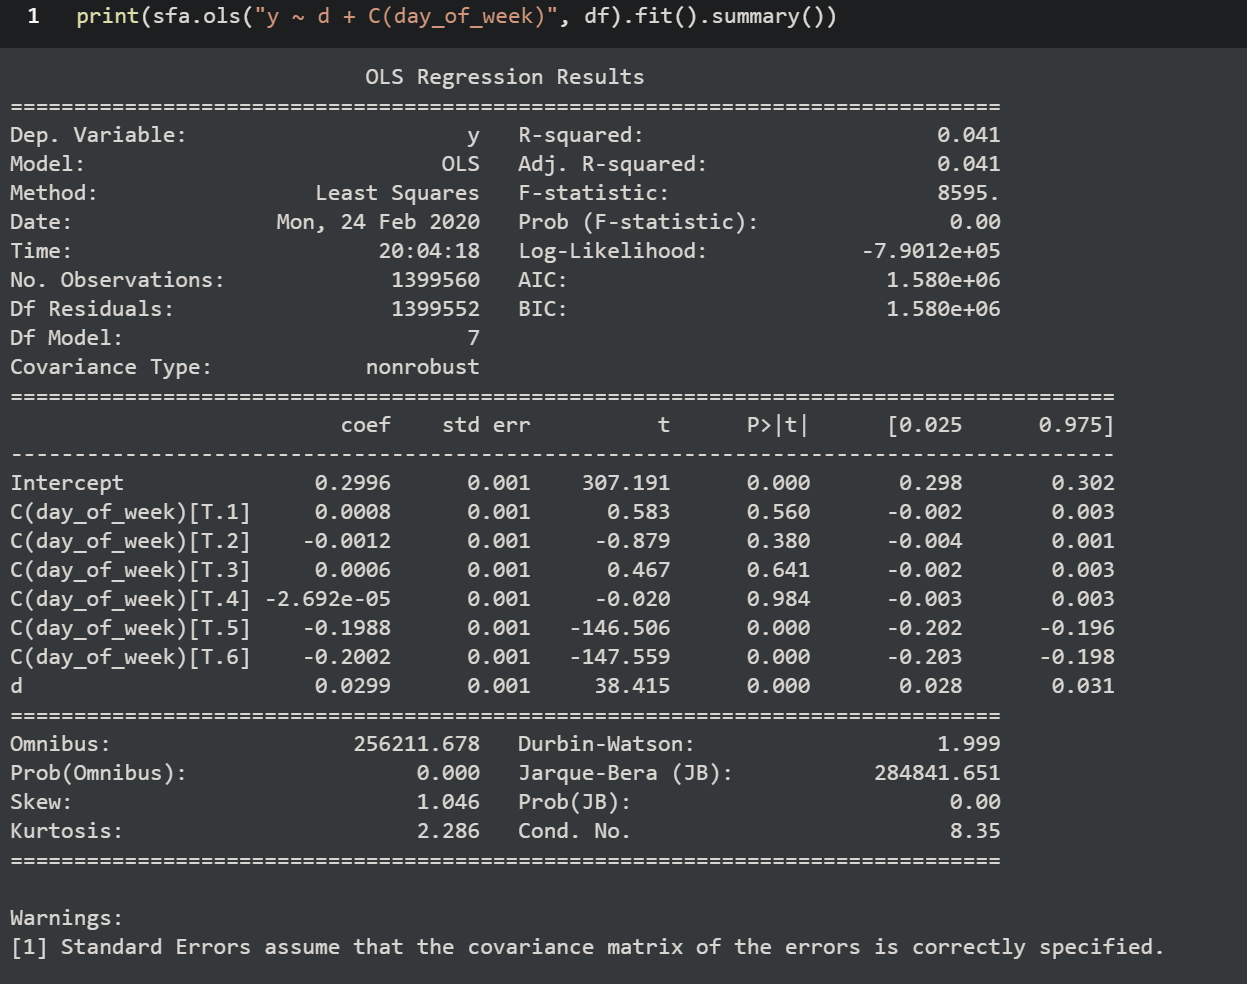 1 print(sfa.ols("y ~ d + C(day_of_week)", df).fit().summary())
OLS Regression Results
==============================================================================
Dep. Variable: y R-squared: 0.041
Model: OLS Adj. R-squared: 0.041
Method: Least Squares F-statistic: 8595.
Date: Mon, 24 Feb 2020 Prob (F-statistic): 0.00
Time: 20:04:18 Log-Likelihood: -7.9012e+05
No. Observations: 1399560 AIC: 1.580e+06
Df Residuals: 1399552 BIC: 1.580e+06
Df Model: 7
Covariance Type: nonrobust
=======================================================================================
coef std err t P>|t| [0.025 0.975]
---------------------------------------------------------------------------------------
Intercept 0.2996 0.001 307.191 0.000 0.298 0.302
C(day_of_week)[T.1] 0.0008 0.001 0.583 0.560 -0.002 0.003
C(day_of_week)[T.2] -0.0012 0.001 -0.879 0.380 -0.004 0.001
C(day_of_week)[T.3] 0.0006 0.001 0.467 0.641 -0.002 0.003
C(day_of_week)[T.4] -2.692e-05 0.001 -0.020 0.984 -0.003 0.003
C(day_of_week)[T.5] -0.1988 0.001 -146.506 0.000 -0.202 -0.196
C(day_of_week)[T.6] -0.2002 0.001 -147.559 0.000 -0.203 -0.198
d 0.0299 0.001 38.415 0.000 0.028 0.031
==============================================================================
Omnibus: 256211.678 Durbin-Watson: 1.999
Prob(Omnibus): 0.000 Jarque-Bera (JB): 284841.651
Skew: 1.046 Prob(JB): 0.00
Kurtosis: 2.286 Cond. No. 8.35
==============================================================================
Warnings:
[1] Standard Errors assume that the covariance matrix of the errors is correctly specified.